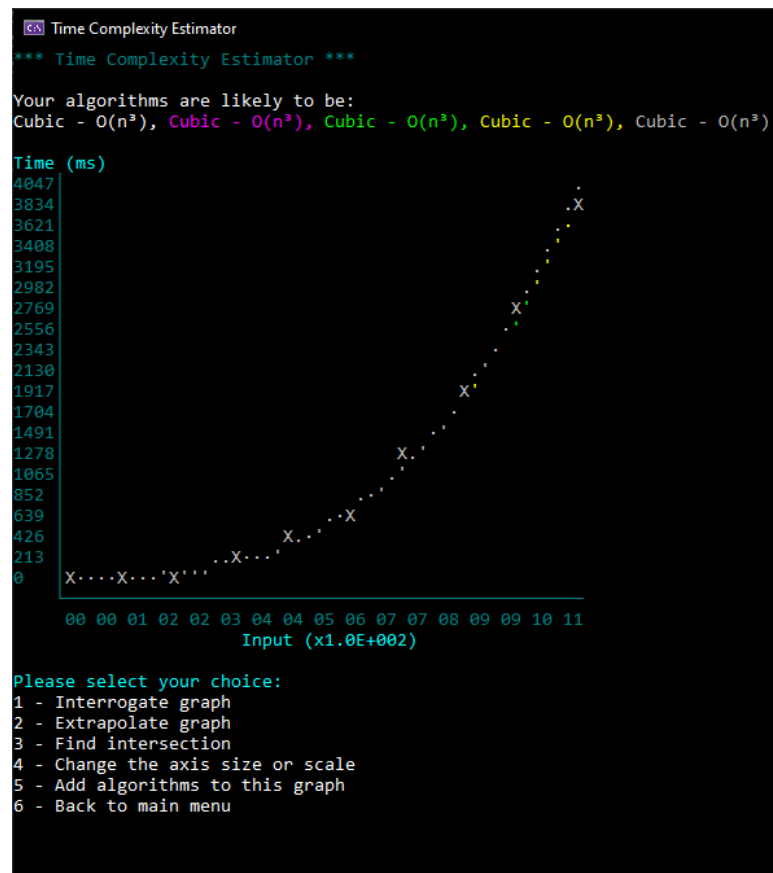 Time Complexity Estimator
*** Time Complexity Estimator ***
Your algorithms are likely to be:
Cubic - O(n³), Cubic - O(n³), Cubic - O(n³), Cubic - O(n³), Cubic - O(n³)
Time (ms)
4047
3834
3621
3408
3195
2982
2769
2556
2343
2130
1917
1704
1491
1278
1065
852
639
426
213
0
00 00 01 02 02 03 04 04 05 06 07 07 08 09 09 10 11
Input (x1.0E+002)
Please select your choice:
1 - Interrogate graph
2 - Extrapolate graph
3 - Find intersection
4 - Change the axis size or scale
5 - Add algorithms to this graph
6 - Back to main menu